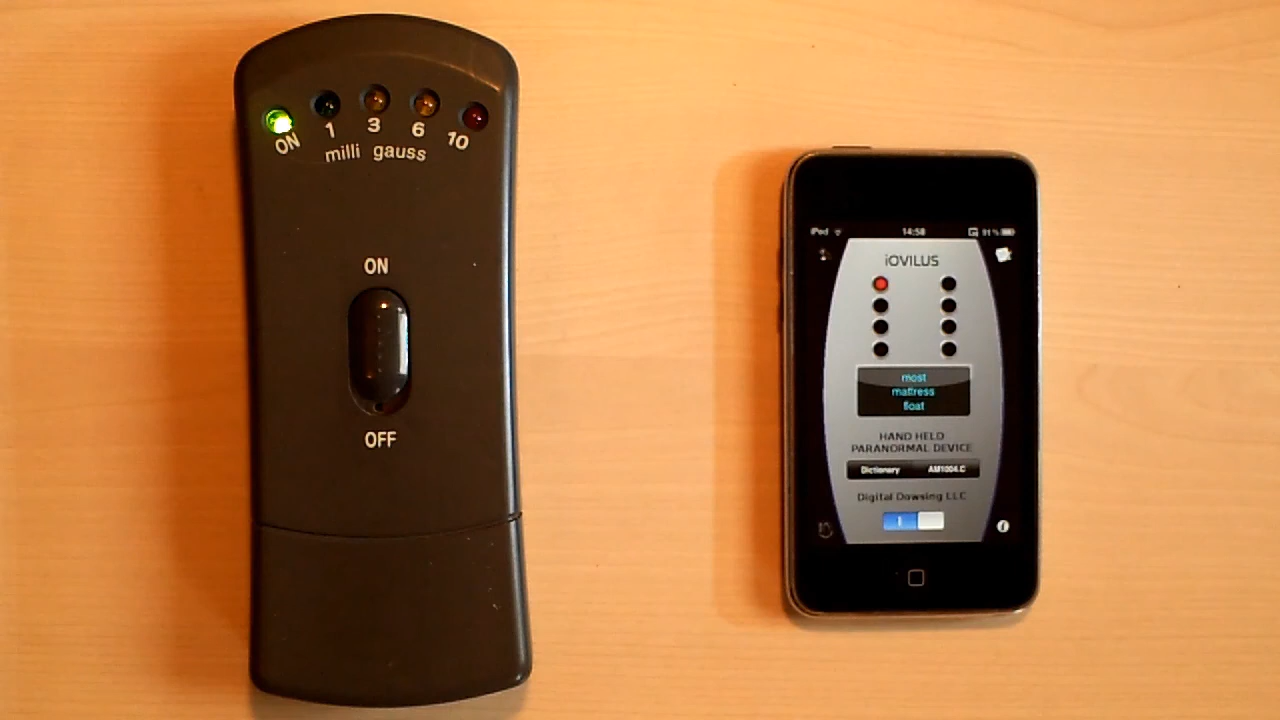 ON 1 3 6 10
milli gauss
ON
OFF
iPod 14:58 91%
iOVILUS
most
mattress
float
HAND HELD
PARANORMAL DEVICE
Dictionary AM1004.C
Digital Dowsing LLC